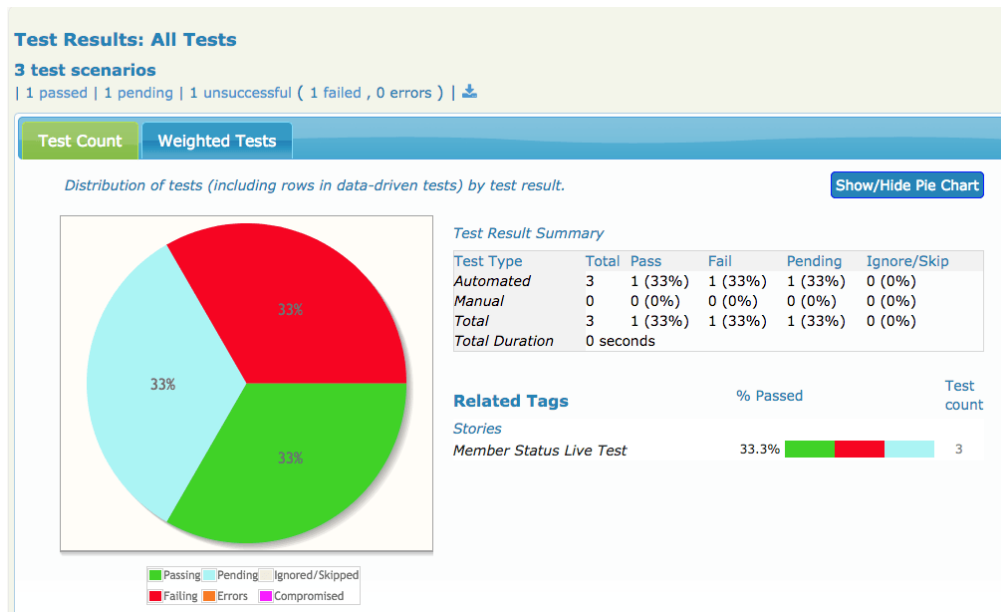 Test Results: All Tests
3 test scenarios
| 1 passed | 1 pending | 1 unsuccessful ( 1 failed , 0 errors ) |
Test Count Weighted Tests
Distribution of tests (including rows in data-driven tests) by test result.
Show/Hide Pie Chart
33%
33%
33%
Passing Pending Ignored/Skipped
Failing Errors Compromised
Test Result Summary
Test Type Total Pass Fail Pending Ignore/Skip
Automated 3 1 (33%) 1 (33%) 1 (33%) 0 (0%)
Manual 0 0 (0%) 0 (0%) 0 (0%) 0 (0%)
Total 3 1 (33%) 1 (33%) 1 (33%) 0 (0%)
Total Duration 0 seconds
Related Tags % Passed Test count
Stories
Member Status Live Test 33.3% 3